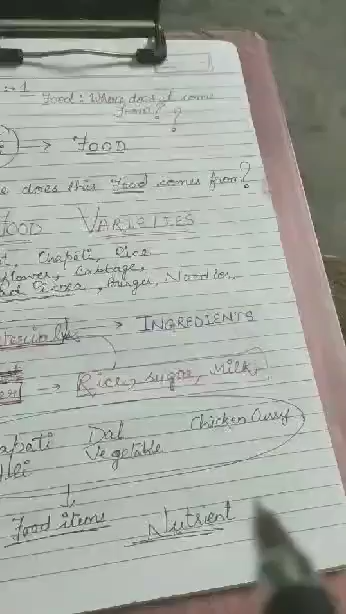 :- 1 Food: Where does it come
from? ?
→ FOOD
e does this Food comes from?
FOOD VARIETIES
Chapati, Rice
Cabbage,
Burger, Noodles,
→ INGREDIENTS
→ Rice, sugar, Milk,
Dal Chicken Curry
Vegetable
Food items Nutrient